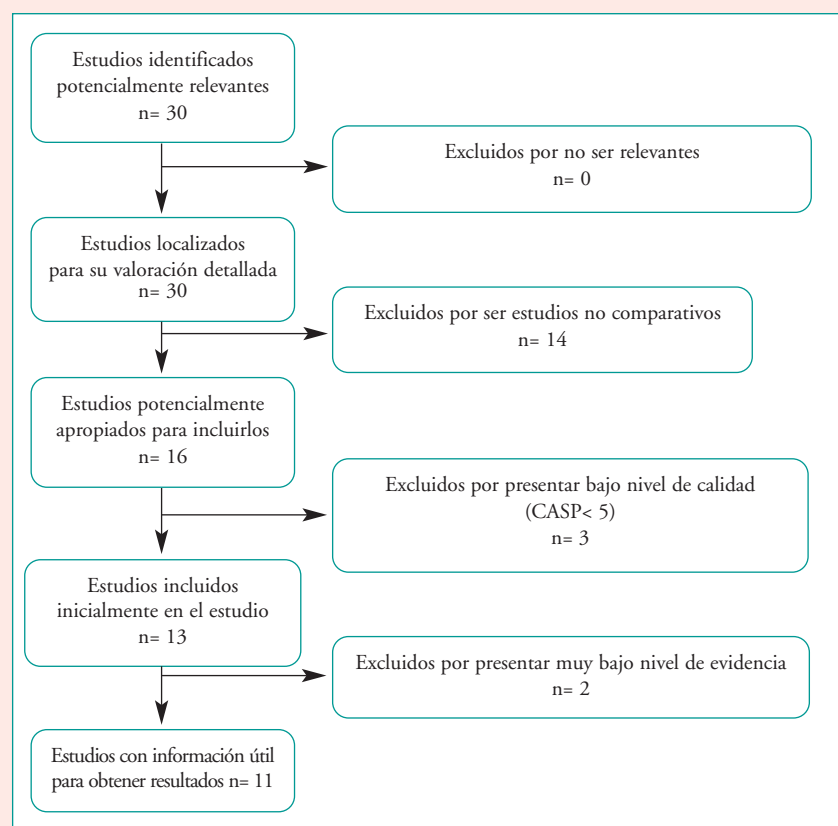 Estudios identificados
potencialmente relevantes
n= 30
Excluidos por no ser relevantes
n= 0
Estudios localizados
para su valoración detallada
n= 30
Excluidos por ser estudios no comparativos
n= 14
Estudios potencialmente
apropiados para incluirlos
n= 16
Excluidos por presentar bajo nivel de calidad
(CASP< 5)
n= 3
Estudios incluidos
inicialmente en el estudio
n= 13
Excluidos por presentar muy bajo nivel de evidencia
n= 2
Estudios con información útil
para obtener resultados n= 11